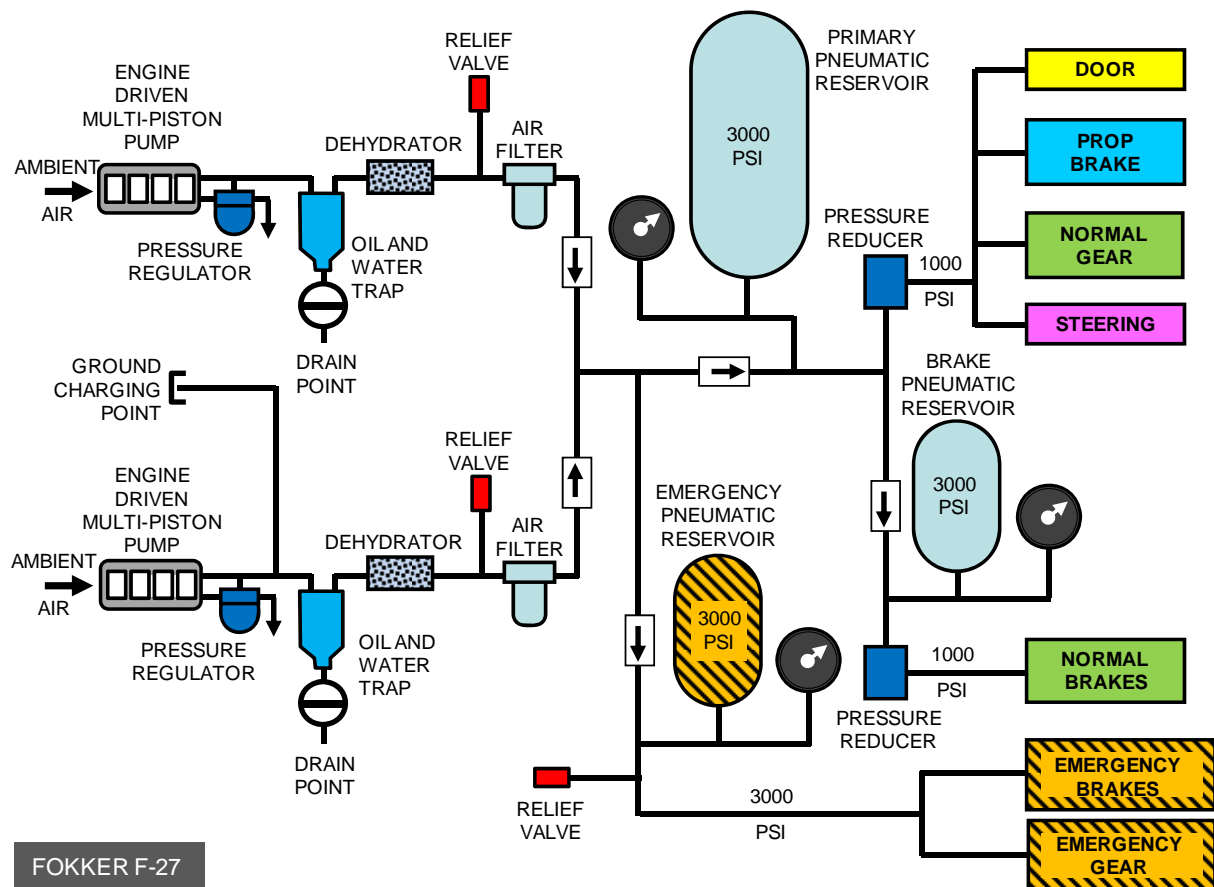 RELIEF
VALVE
PRIMARY
PNEUMATIC
RESERVOIR
ENGINE
DRIVEN
MULTI-PISTON
PUMP
DOOR
DEHYDRATOR
AIR
FILTER
3000
PSI
PROP
BRAKE
AMBIENT
AIR
PRESSURE
REGULATOR
OIL AND
WATER
TRAP
PRESSURE
REDUCER
1000
PSI
NORMAL
GEAR
STEERING
DRAIN
POINT
GROUND
CHARGING
POINT
BRAKE
PNEUMATIC
RESERVOIR
RELIEF
VALVE
ENGINE
DRIVEN
MULTI-PISTON
PUMP
EMERGENCY
PNEUMATIC
RESERVOIR
3000
PSI
DEHYDRATOR
AIR
FILTER
AMBIENT
AIR
3000
PSI
PRESSURE
REGULATOR
OIL AND
WATER
TRAP
1000
PSI
NORMAL
BRAKES
PRESSURE
REDUCER
DRAIN
POINT
EMERGENCY
BRAKES
RELIEF
VALVE
3000
PSI
EMERGENCY
GEAR
FOKKER F-27